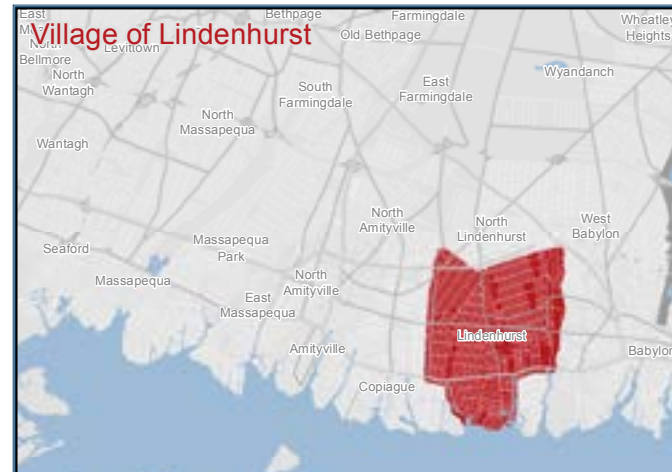 East
Bethpage
Farmingdale
Village of Lindenhurst
Wheatley
Heights
Old Bethpage
North
Bellmore
Levittown
Wyandanch
North
Wantagh
South
Farmingdale
East
Farmingdale
North
Massapequa
Wantagh
North
Amityville
North
Lindenhurst
West
Babylon
Seaford
Massapequa
Park
Massapequa
North
Amityville
East
Massapequa
Lindenhurst
Amityville
Babylon
Copiague